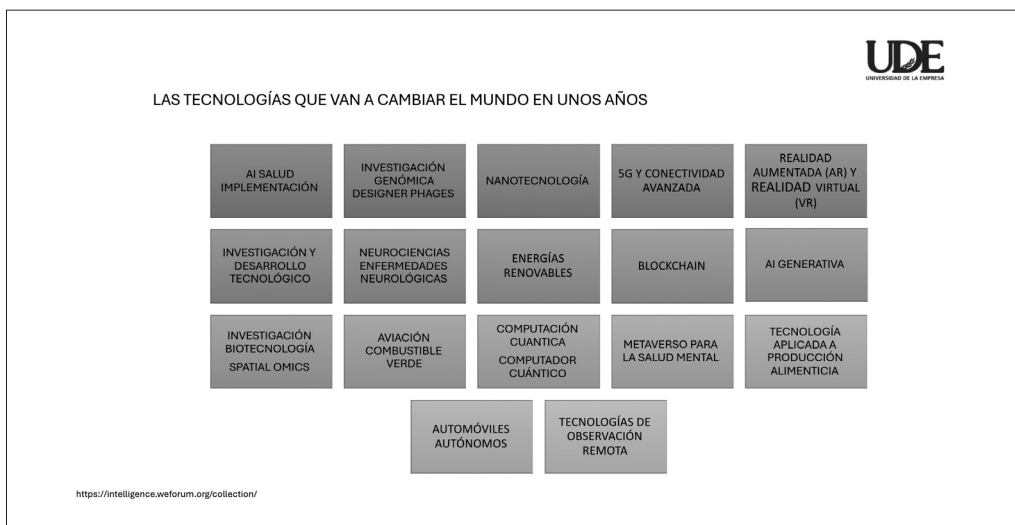 UDE
UNIVERSIDAD DE LA EMPRESA
LAS TECNOLOGÍAS QUE VAN A CAMBIAR EL MUNDO EN UNOS AÑOS
AI SALUD
IMPLEMENTACIÓN
INVESTIGACIÓN
GENÓMICA
DESIGNER PHAGES
NANOTECNOLOGÍA
5G Y CONECTIVIDAD
AVANZADA
REALIDAD
AUMENTADA (AR) Y
REALIDAD VIRTUAL
(VR)
INVESTIGACIÓN Y
DESARROLLO
TECNOLÓGICO
NEUROCIENCIAS
ENFERMEDADES
NEUROLÓGICAS
ENERGÍAS
RENOVABLES
BLOCKCHAIN
AI GENERATIVA
INVESTIGACIÓN
BIOTECNOLOGÍA
SPATIAL OMICS
AVIACIÓN
COMBUSTIBLE
VERDE
COMPUTACIÓN
CUANTICA
COMPUTADOR
CUÁNTICO
METAVERSO PARA
LA SALUD MENTAL
TECNOLOGÍA
APLICADA A
PRODUCCIÓN
ALIMENTICIA
AUTOMÓVILES
AUTÓNOMOS
TECNOLOGÍAS DE
OBSERVACIÓN
REMOTA
https://intelligence.weforum.org/collection/